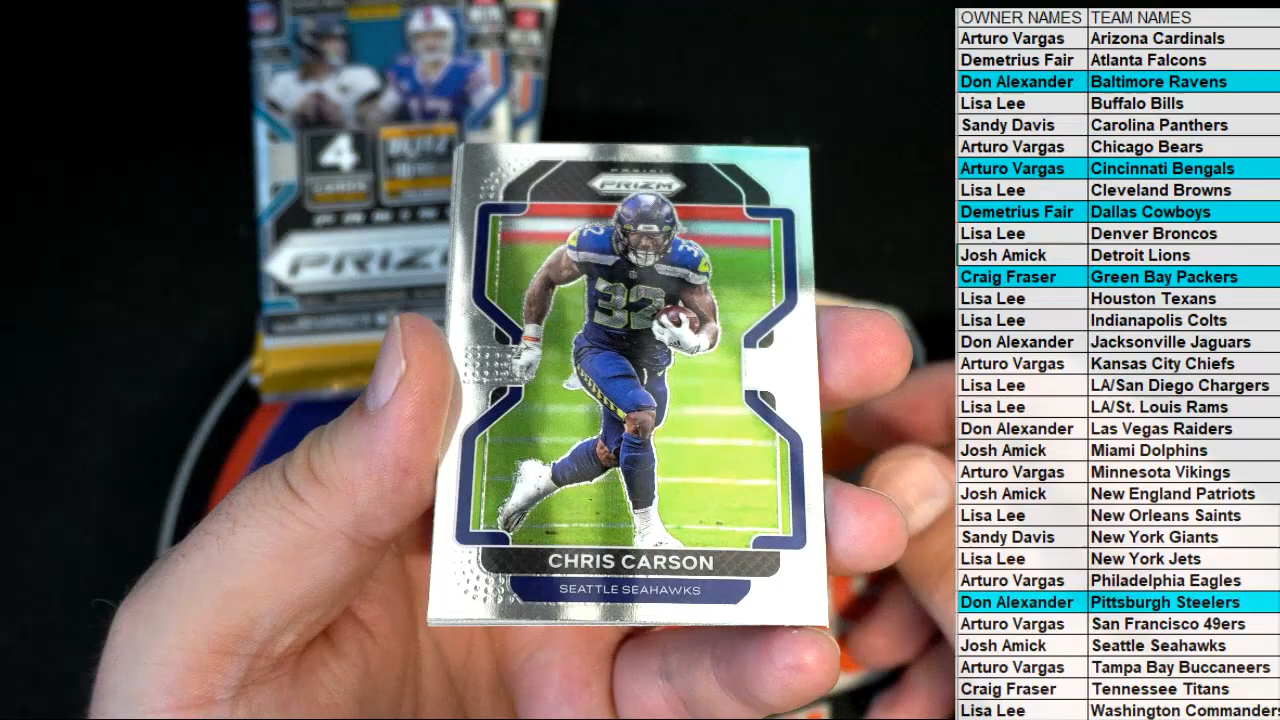 4
CARDS
PRIZM
PANINI
PRIZM
32
32
CHRIS CARSON
SEATTLE SEAHAWKS
OWNER NAMES TEAM NAMES
Arturo Vargas Arizona Cardinals
Demetrius Fair Atlanta Falcons
Don Alexander Baltimore Ravens
Lisa Lee Buffalo Bills
Sandy Davis Carolina Panthers
Arturo Vargas Chicago Bears
Arturo Vargas Cincinnati Bengals
Lisa Lee Cleveland Browns
Demetrius Fair Dallas Cowboys
Lisa Lee Denver Broncos
Josh Amick Detroit Lions
Craig Fraser Green Bay Packers
Lisa Lee Houston Texans
Lisa Lee Indianapolis Colts
Don Alexander Jacksonville Jaguars
Arturo Vargas Kansas City Chiefs
Lisa Lee LA/San Diego Chargers
Lisa Lee LA/St. Louis Rams
Don Alexander Las Vegas Raiders
Josh Amick Miami Dolphins
Arturo Vargas Minnesota Vikings
Josh Amick New England Patriots
Lisa Lee New Orleans Saints
Sandy Davis New York Giants
Lisa Lee New York Jets
Arturo Vargas Philadelphia Eagles
Don Alexander Pittsburgh Steelers
Arturo Vargas San Francisco 49ers
Josh Amick Seattle Seahawks
Arturo Vargas Tampa Bay Buccaneers
Craig Fraser Tennessee Titans
Lisa Lee Washington Commanders